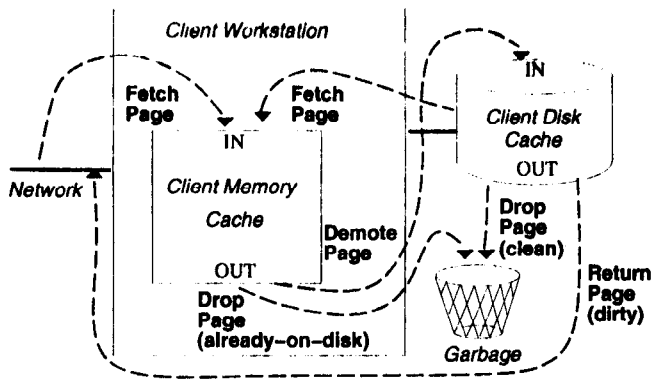 Client Workstation
IN
Fetch
Page
Fetch
Page
Client Disk
Cache
IN
OUT
Network
Client Memory
Cache
Demote
Page
Drop
Page
(clean)
OUT
Return
Page
(dirty)
Drop
Page
(already-on-disk)
Garbage